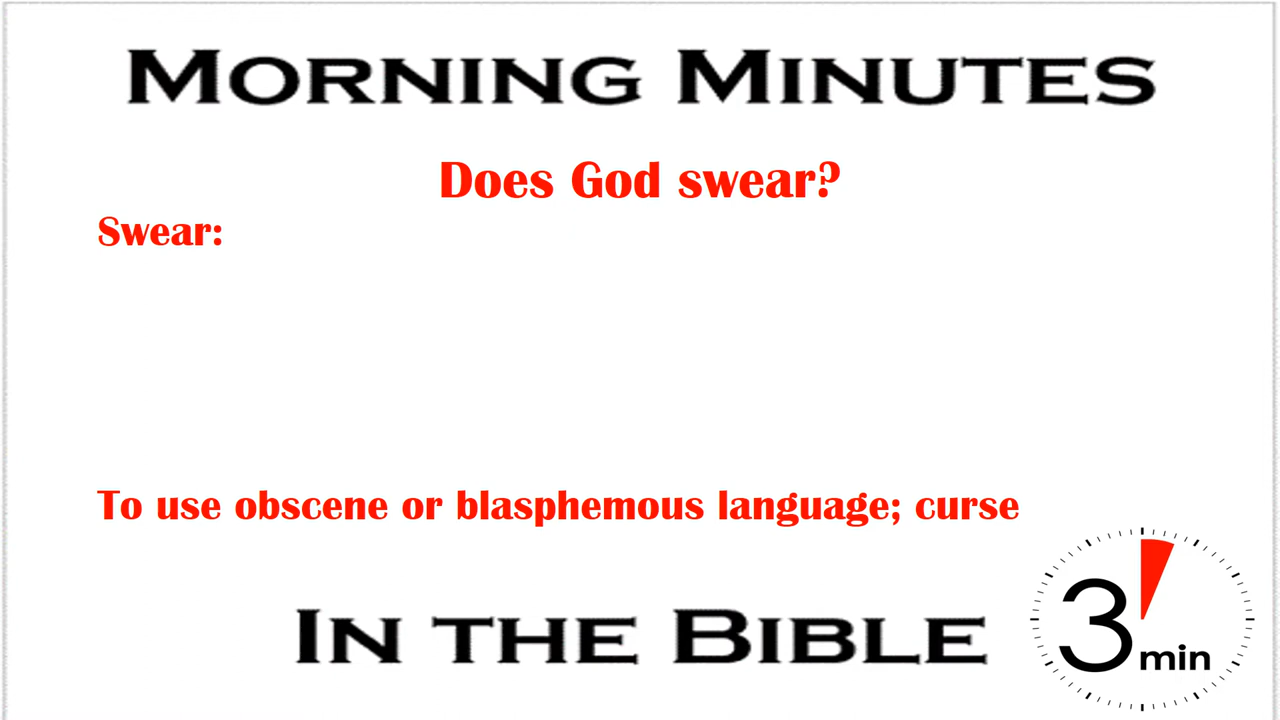 MORNING MINUTES
Does God swear?
Swear:
To use obscene or blasphemous language; curse
IN THE BIBLE
3 min